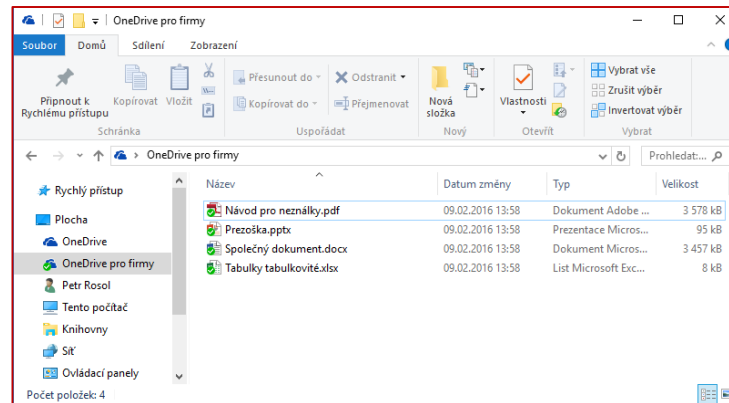 OneDrive pro firmy
Soubor Domů Sdílení Zobrazení
Připnout k Rychlému přístupu
Kopírovat
Vložit
Schránka
Přesunout do
Kopírovat do
Odstranit
Přejmenovat
Uspořádat
Nová složka
Nový
Vlastnosti
Otevřít
Vybrat vše
Zrušit výběr
Invertovat výběr
Vybrat
OneDrive pro firmy
Prohledat:...
Rychlý přístup
Plocha
OneDrive
OneDrive pro firmy
Petr Rosol
Tento počítač
Knihovny
Síť
Ovládací panely
Název Datum změny Typ Velikost
Návod pro neználky.pdf 09.02.2016 13:58 Dokument Adobe ... 3 578 kB
Prezoška.pptx 09.02.2016 13:58 Prezentace Micros... 95 kB
Společný dokument.docx 09.02.2016 13:58 Dokument Micros... 3 457 kB
Tabulky tabulkovité.xlsx 09.02.2016 13:58 List Microsoft Exc... 8 kB
Počet položek: 4